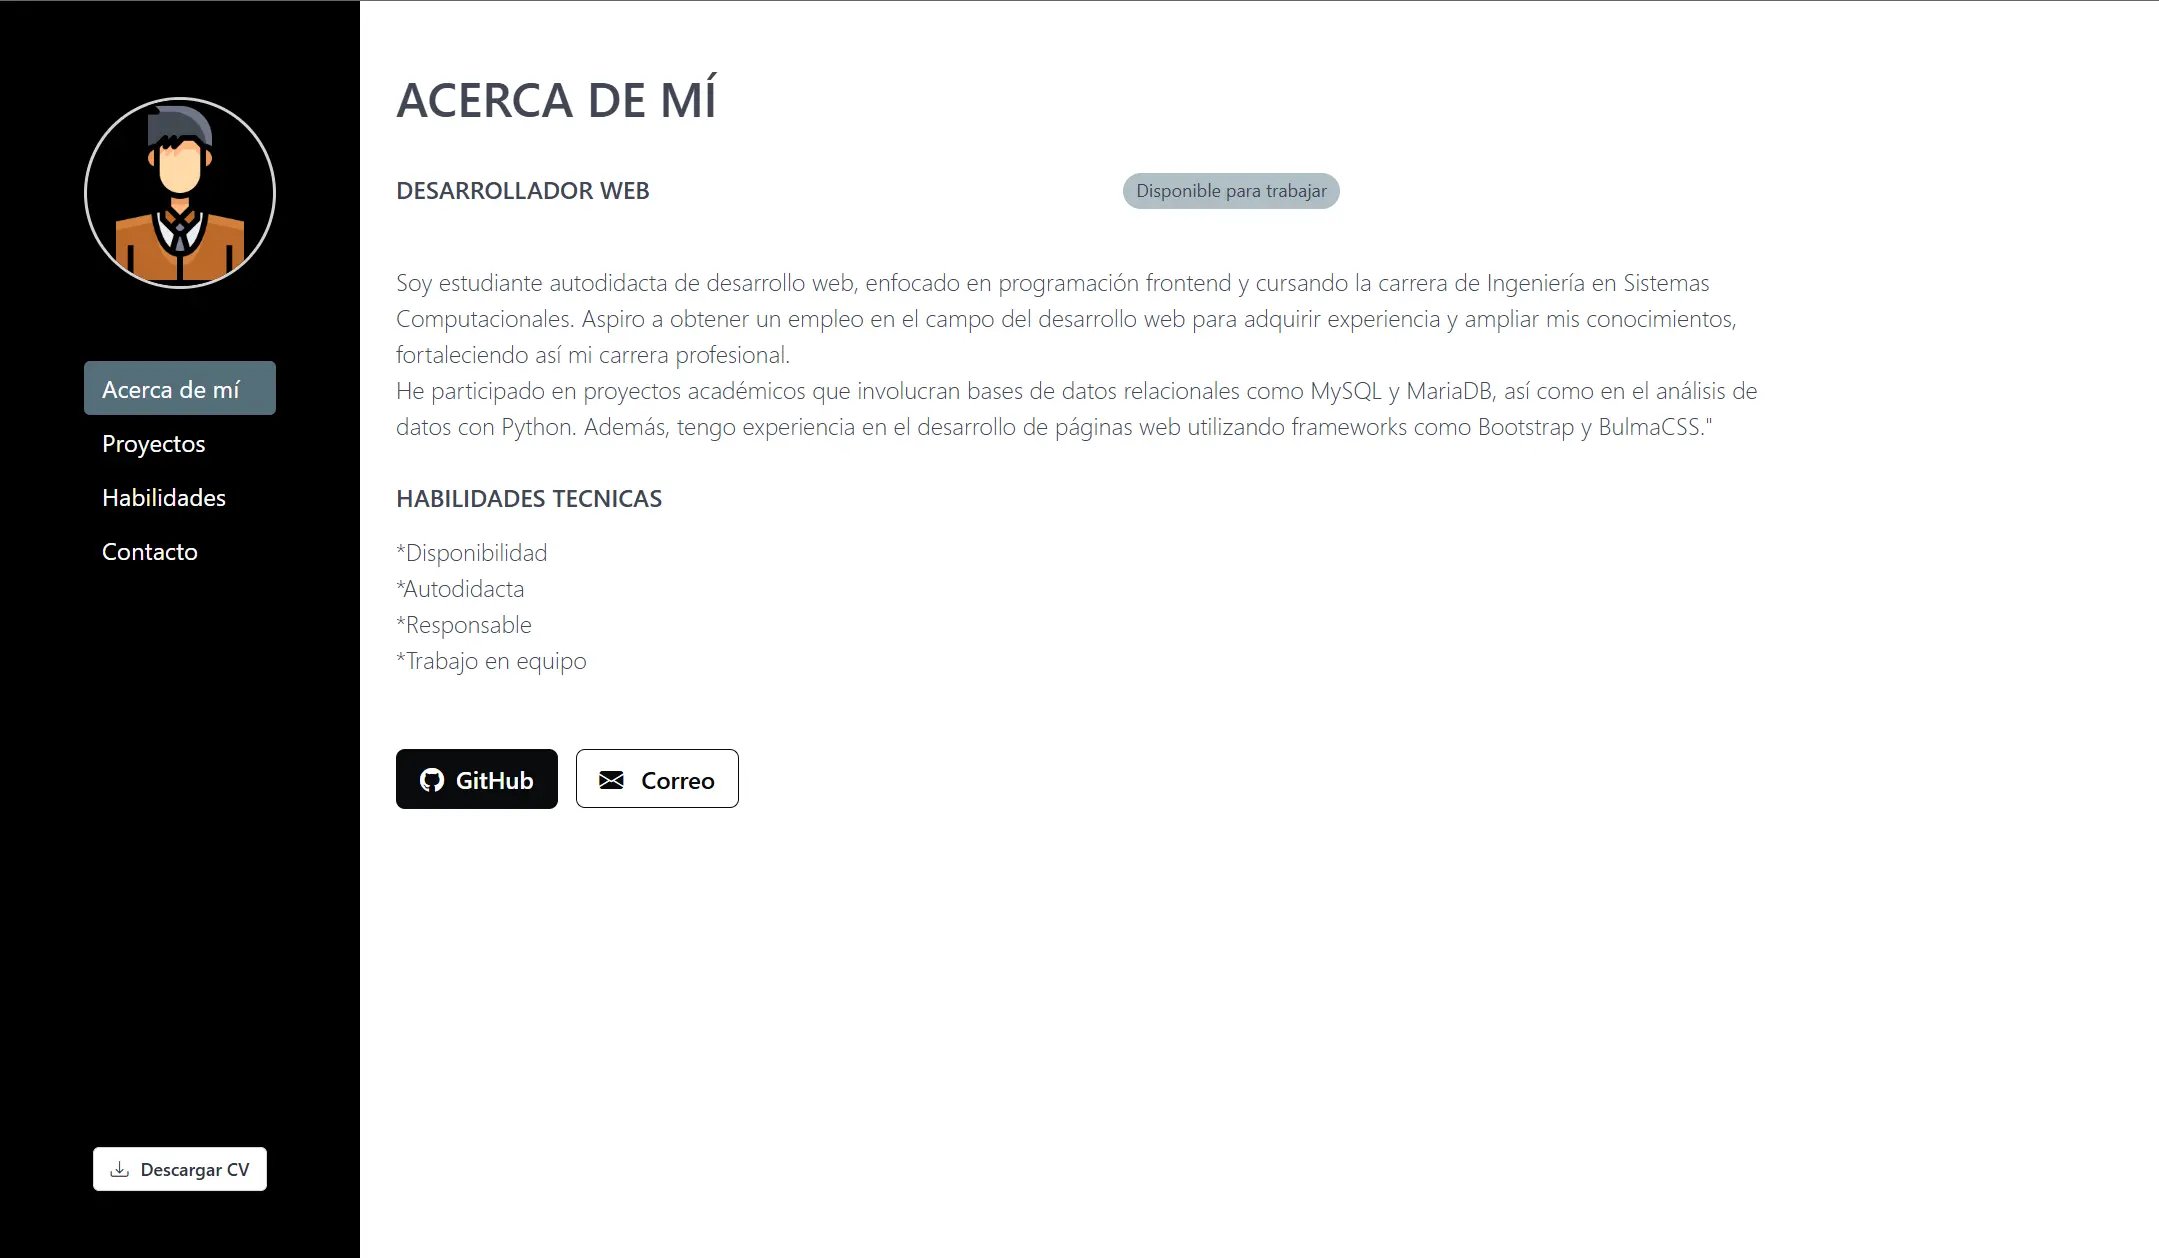 Acerca de mí
Proyectos
Habilidades
Contacto
Descargar CV
ACERCA DE MÍ
DESARROLLADOR WEB
Disponible para trabajar
Soy estudiante autodidacta de desarrollo web, enfocado en programación frontend y cursando la carrera de Ingeniería en Sistemas
Computacionales. Aspiro a obtener un empleo en el campo del desarrollo web para adquirir experiencia y ampliar mis conocimientos,
fortaleciendo así mi carrera profesional.
He participado en proyectos académicos que involucran bases de datos relacionales como MySQL y MariaDB, así como en el análisis de
datos con Python. Además, tengo experiencia en el desarrollo de páginas web utilizando frameworks como Bootstrap y BulmaCSS."
HABILIDADES TECNICAS
*Disponibilidad
*Autodidacta
*Responsable
*Trabajo en equipo
GitHub
Correo